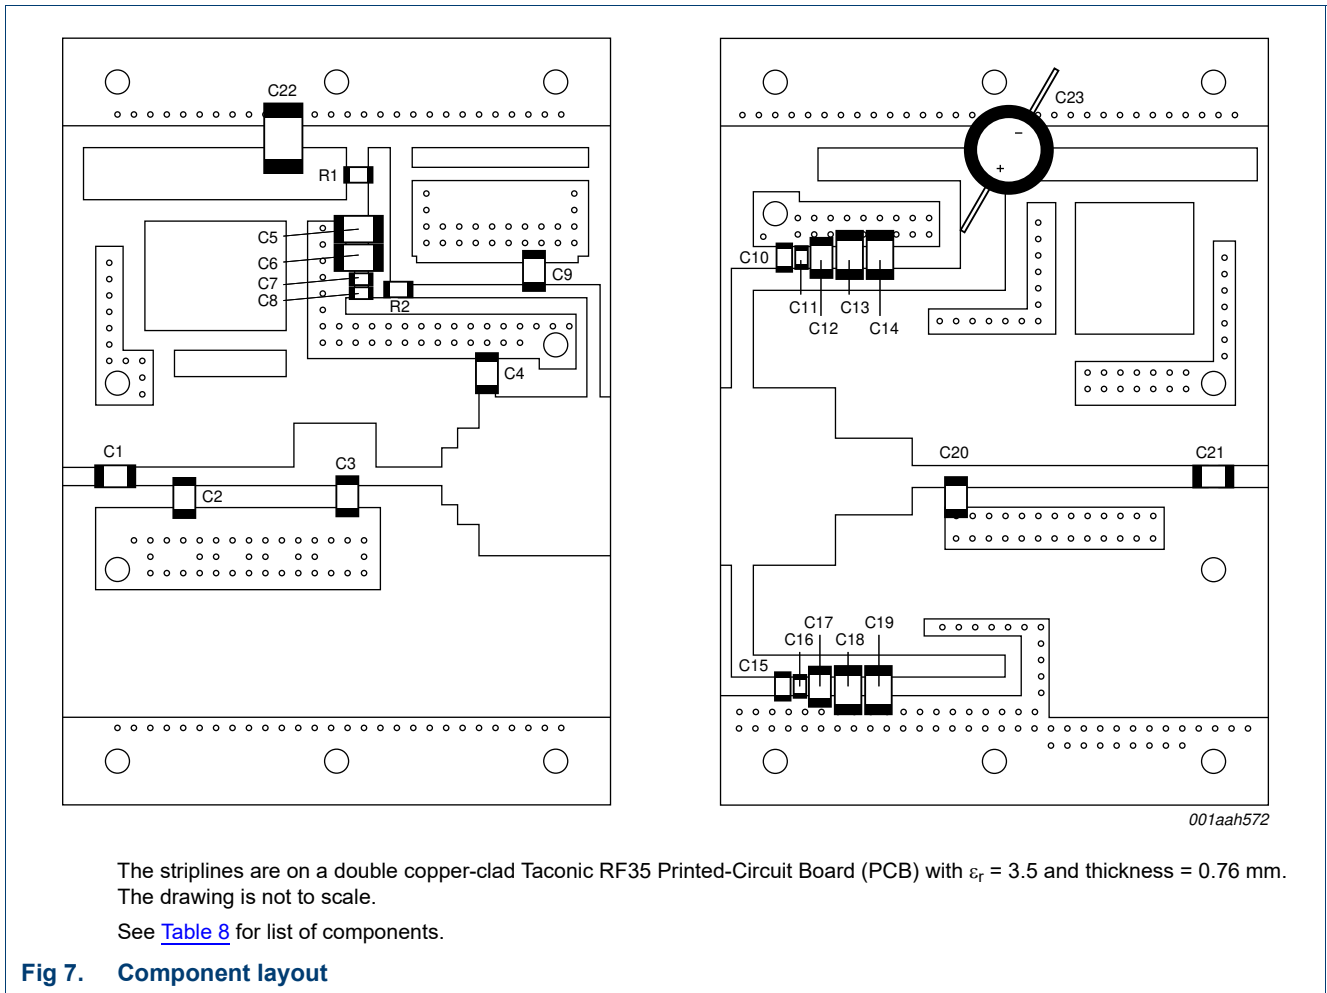 C22
C23
R1
C5
C6
C7
C8
R2
C9
C4
C10
C11
C12
C13
C14
C1
C2
C3
C20
C21
C15
C16
C17
C18
C19
001aah572
The striplines are on a double copper-clad Taconic RF35 Printed-Circuit Board (PCB) with εr = 3.5 and thickness = 0.76 mm.
The drawing is not to scale.
See Table 8 for list of components.
Fig 7. Component layout